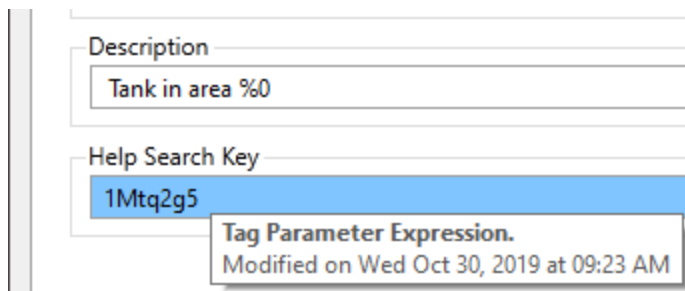 Description
Tank in area %0
Help Search Key
1Mtq2g5
Tag Parameter Expression.
Modified on Wed Oct 30, 2019 at 09:23 AM